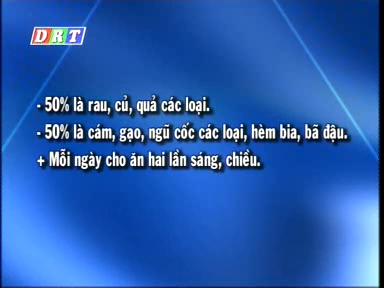 DRT
- 50% là rau, củ, quả các loại.
- 50% là cám, gạo, ngũ cốc các loại, hèm bia, bã đậu.
+ Mỗi ngày cho ăn hai lần sáng, chiều.